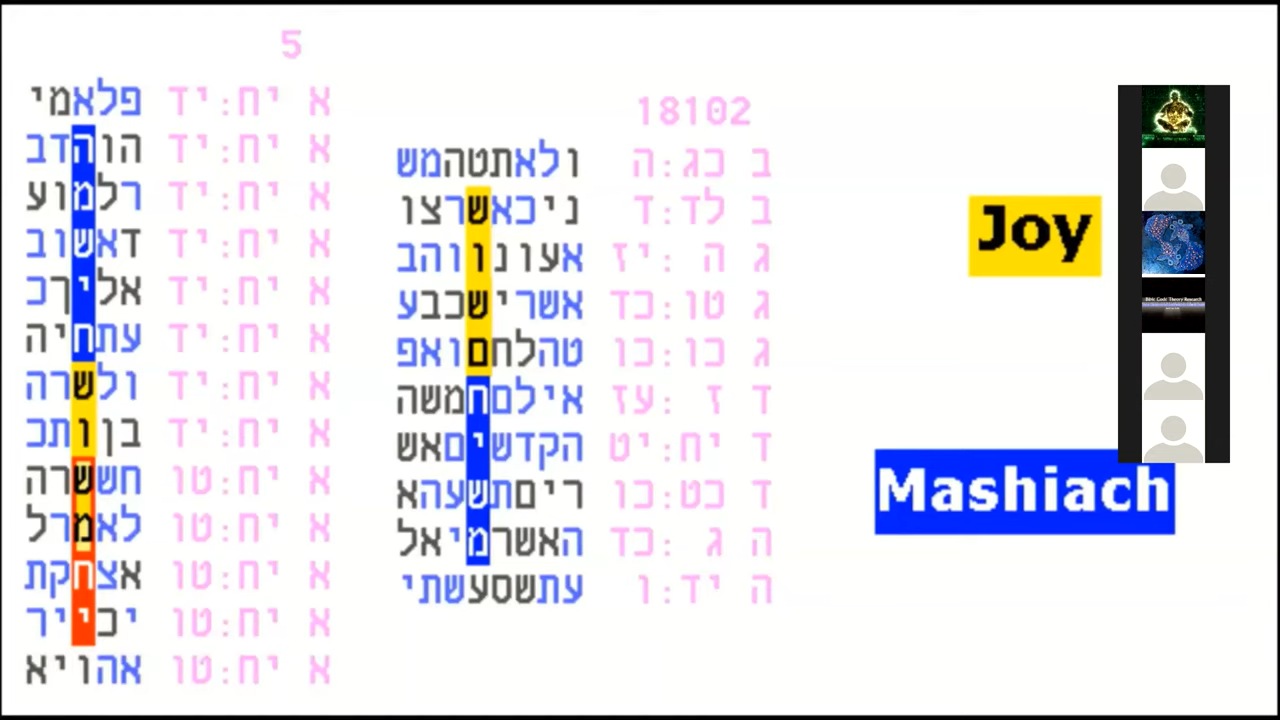 5
א יח:יד פלאמי
א יח:יד הוהדב
א יח:יד רלמוע
א יח:יד דאשוב
א יח:יד אליךכ
א יח:יד עתחיה
א יח:יד ולשרה
א יח:יד בןותכ
א יח:טו חששרה
א יח:טו לאמרל
א יח:טו אצחקת
א יח:טו יכייר
א יח:טו אהויא
18102
ב כג:ה ולאתטהמש
ב לד:ד ניכאשרצו
ג ה :יז אעונווהב
ג טו:כד אשרישכבע
ג כו:כו טהלחםואפ
ד ז :עז אילםחמשה
ד יח:יט הקדשיםאש
ד כט:כו ריםתשעהא
ה ג :כד האשרמיאל
ה יד:ו עתשסעשתי
Joy
Mashiach